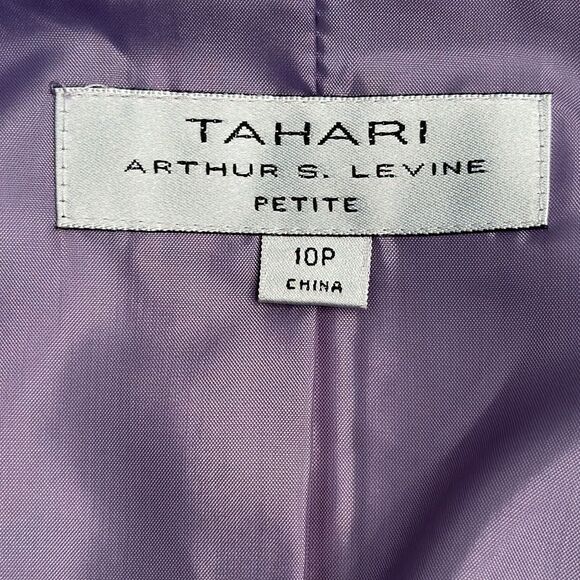 TAHARI
ARTHUR S. LEVINE
PETITE
10P
CHINA